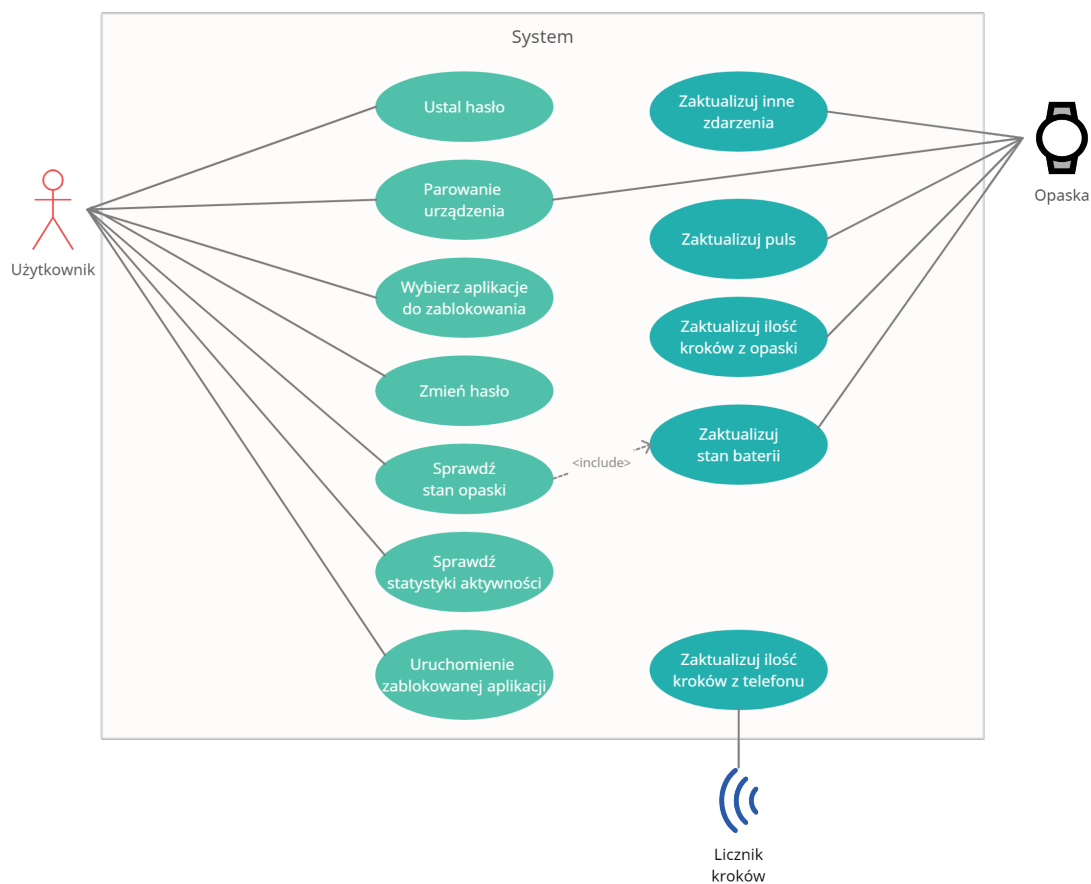 System
Ustal hasło
Parowanie
urządzenia
Wybierz aplikacje
do zablokowania
Zmień hasło
Sprawdź
stan opaski
Sprawdź
statystyki aktywności
Uruchomienie
zablokowanej aplikacji
<include>
Zaktualizuj inne
zdarzenia
Zaktualizuj puls
Zaktualizuj ilość
kroków z opaski
Zaktualizuj
stan baterii
Zaktualizuj ilość
kroków z telefonu
Użytkownik
Opaska
Licznik
kroków